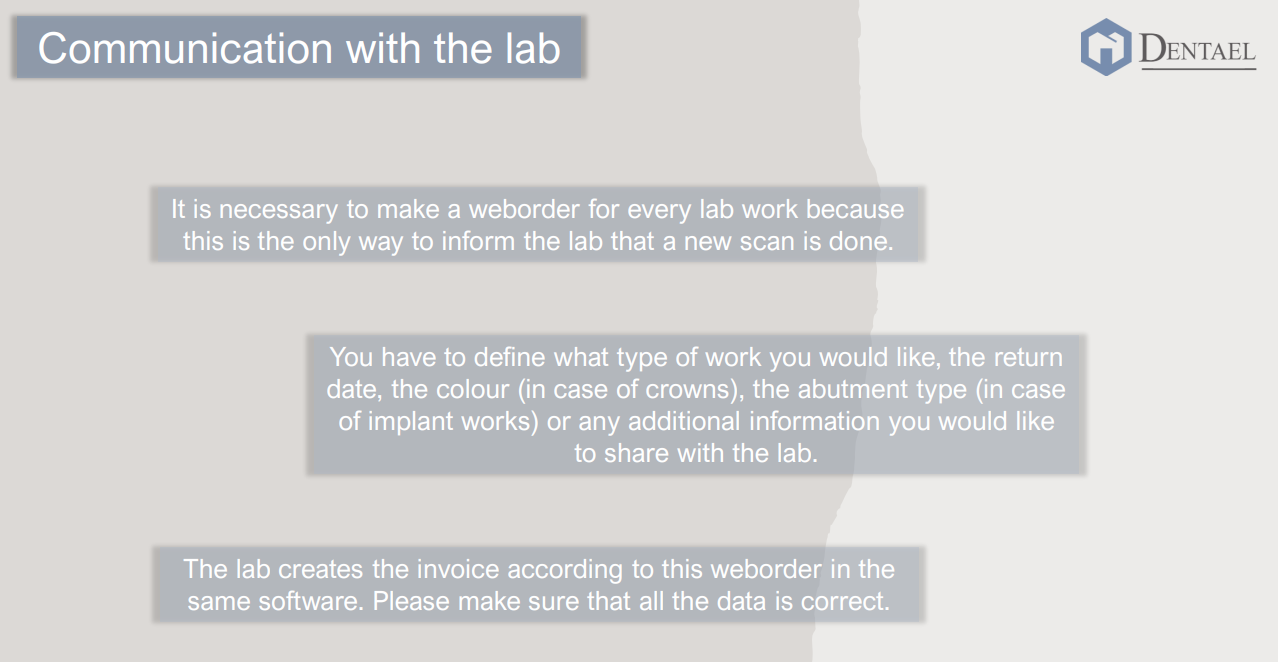 Communication with the lab
DENTAEL
It is necessary to make a weborder for every lab work because
this is the only way to inform the lab that a new scan is done.
You have to define what type of work you would like, the return
date, the colour (in case of crowns), the abutment type (in case
of implant works) or any additional information you would like
to share with the lab.
The lab creates the invoice according to this weborder in the
same software. Please make sure that all the data is correct.